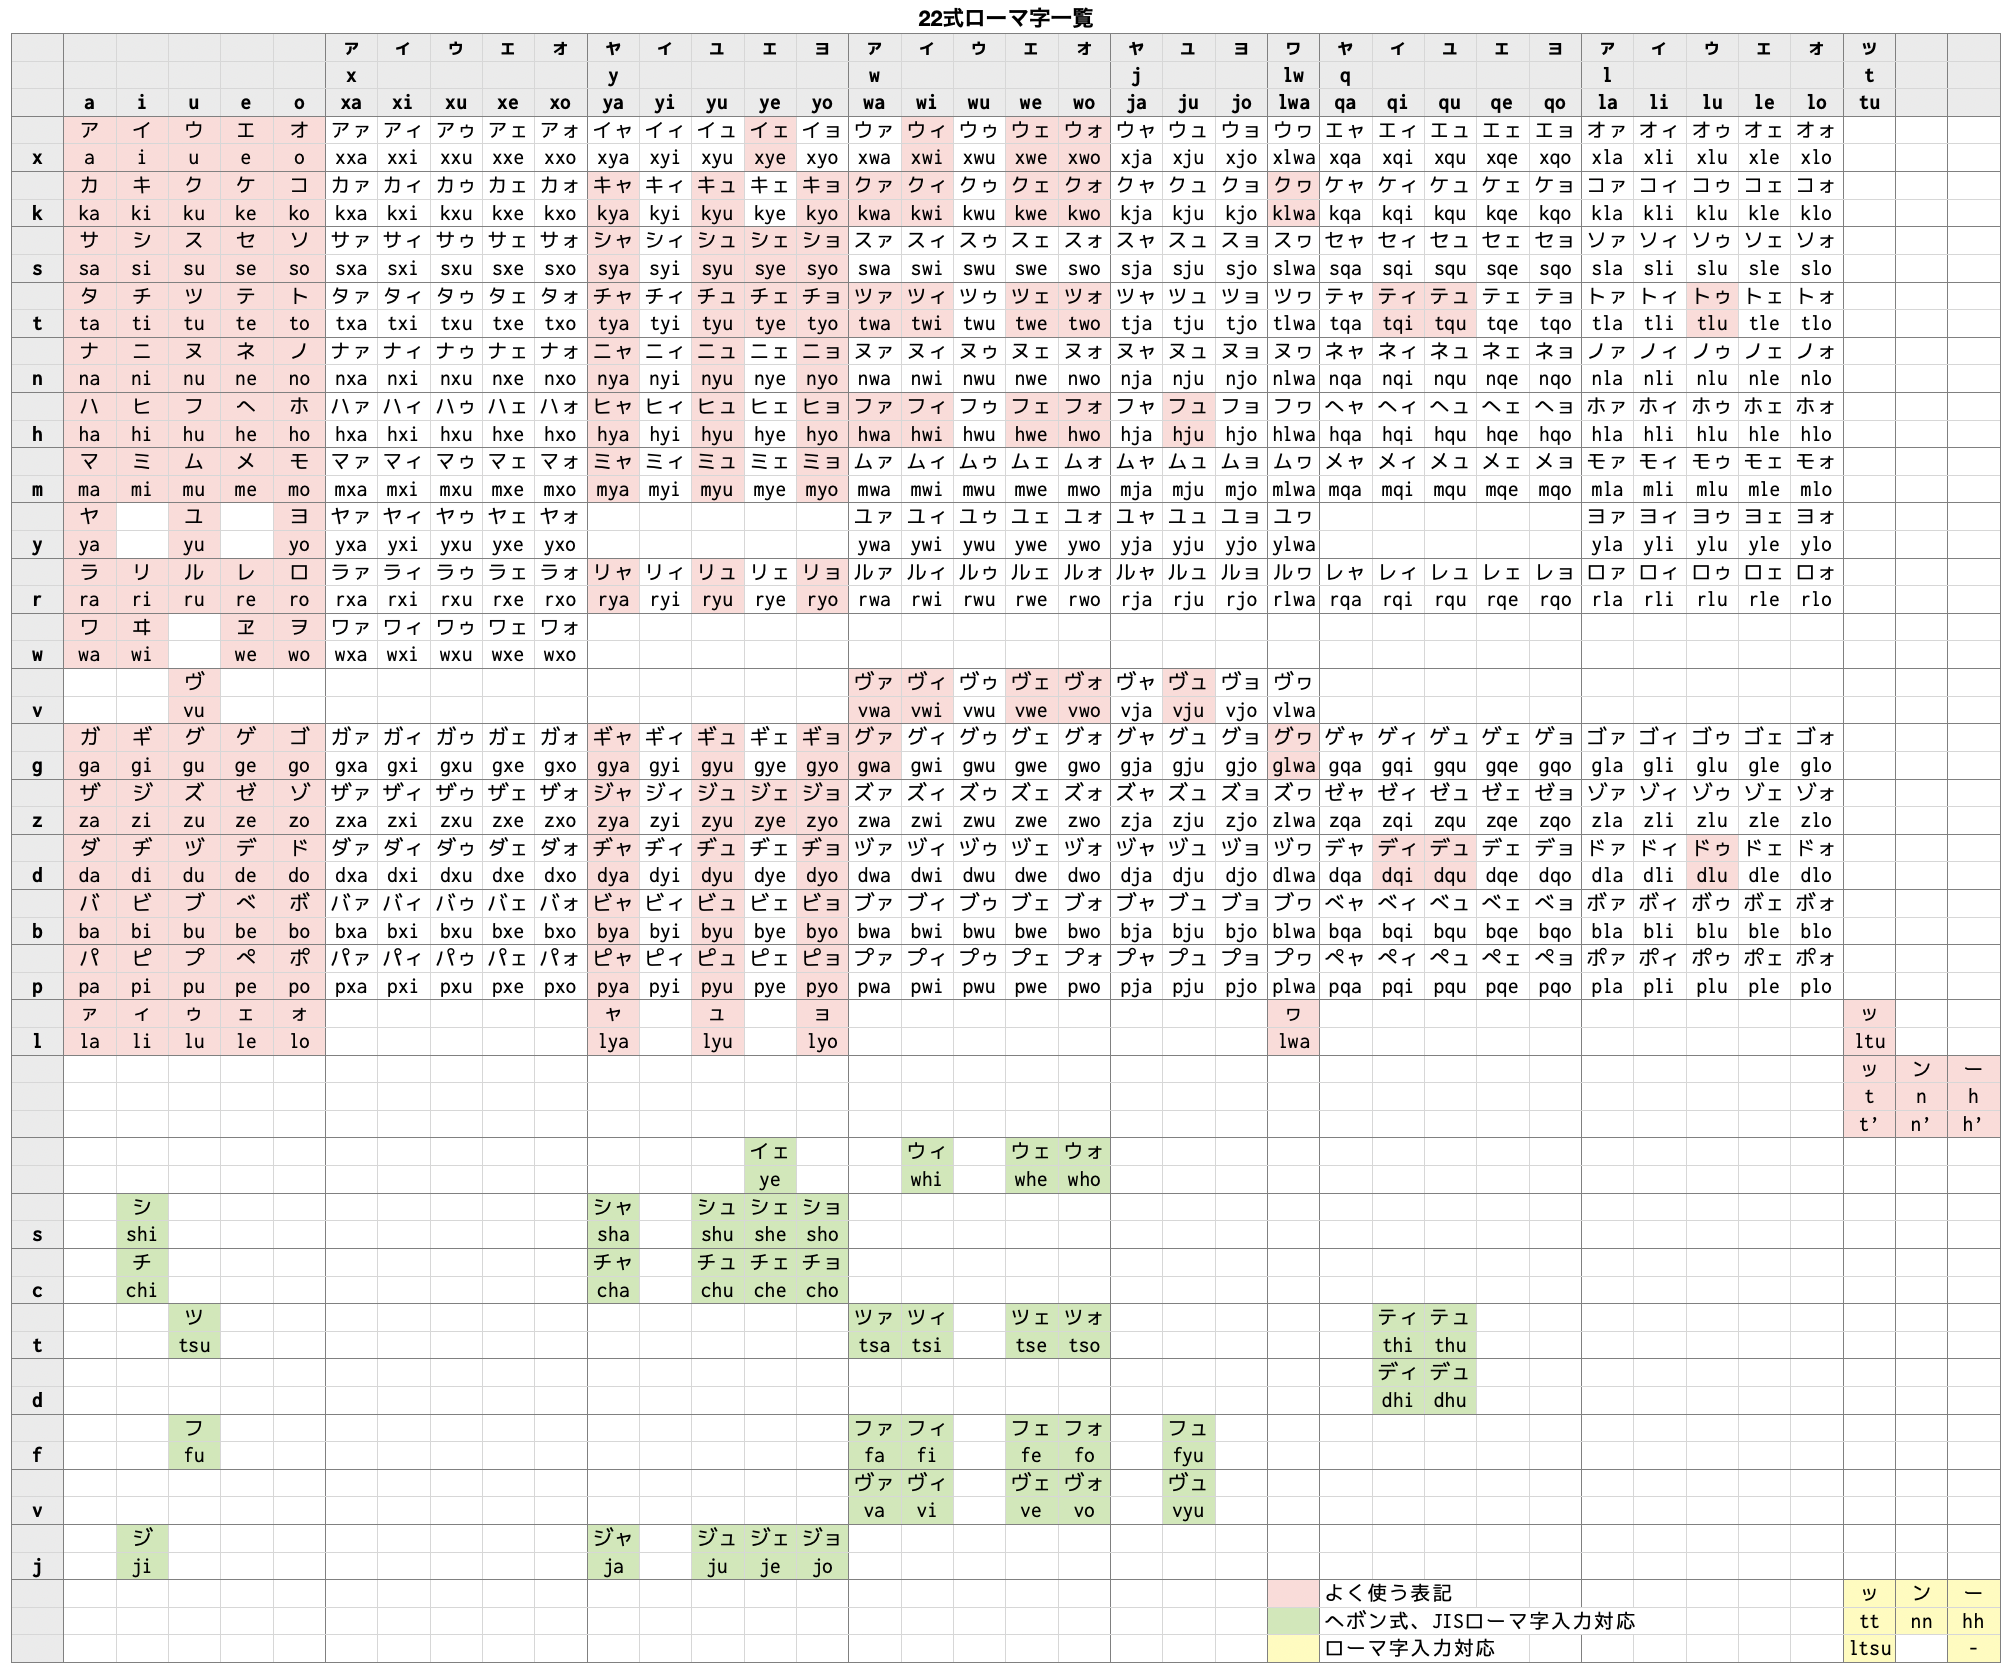 22式ローマ字一覧
ァ ィ ゥ ェ ォ ャ ィ ュ ェ ョ ァ ィ ゥ ェ ォ ャ ュ ョ ヮ ャ ィ ュ ェ ョ ァ ィ ゥ ェ ォ ッ
x y w j lw q l t
a i u e o xa xi xu xe xo ya yi yu ye yo wa wi wu we wo ja ju jo lwa qa qi qu qe qo la li lu le lo tu
ア イ ウ エ オ アァ アィ アゥ アェ アォ イャ イィ イュ イェ イョ ウァ ウィ ウゥ ウェ ウォ ウャ ウュ ウョ ウヮ エャ エィ エュ エェ エョ オァ オィ オゥ オェ オォ
x a i u e o xxa xxi xxu xxe xxo xya xyi xyu xye xyo xwa xwi xwu xwe xwo xja xju xjo xlwa xqa xqi xqu xqe xqo xla xli xlu xle xlo
カ キ ク ケ コ カァ カィ カゥ カェ カォ キャ キィ キュ キェ キョ クァ クィ クゥ クェ クォ クャ クュ クョ クヮ ケャ ケィ ケュ ケェ ケョ コァ コィ コゥ コェ コォ
k ka ki ku ke ko kxa kxi kxu kxe kxo kya kyi kyu kye kyo kwa kwi kwu kwe kwo kja kju kjo klwa kqa kqi kqu kqe kqo kla kli klu kle klo
サ シ ス セ ソ サァ サィ サゥ サェ サォ シャ シィ シュ シェ ショ スァ スィ スゥ スェ スォ スャ スュ スョ スヮ セャ セィ セュ セェ セョ ソァ ソィ ソゥ ソェ ソォ
s sa si su se so sxa sxi sxu sxe sxo sya syi syu sye syo swa swi swu swe swo sja sju sjo slwa sqa sqi squ sqe sqo sla sli slu sle slo
タ チ ツ テ ト タァ タィ タゥ タェ タォ チャ チィ チュ チェ チョ ツァ ツィ ツゥ ツェ ツォ ツャ ツュ ツョ ツヮ テャ ティ テュ テェ テョ トァ トィ トゥ トェ トォ
t ta ti tu te to txa txi txu txe txo tya tyi tyu tye tyo twa twi twu twe two tja tju tjo tlwa tqa tqi tqu tqe tqo tla tli tlu tle tlo
ナ ニ ヌ ネ ノ ナァ ナィ ナゥ ナェ ナォ ニャ ニィ ニュ ニェ ニョ ヌァ ヌィ ヌゥ ヌェ ヌォ ヌャ ヌュ ヌョ ヌヮ ネャ ネィ ネュ ネェ ネョ ノァ ノィ ノゥ ノェ ノォ
n na ni nu ne no nxa nxi nxu nxe nxo nya nyi nyu nye nyo nwa nwi nwu nwe nwo nja nju njo nlwa nqa nqi nqu nqe nqo nla nli nlu nle nlo
ハ ヒ フ ヘ ホ ハァ ハィ ハゥ ハェ ハォ ヒャ ヒィ ヒュ ヒェ ヒョ ファ フィ フゥ フェ フォ フャ フュ フョ フヮ ヘャ ヘィ ヘュ ヘェ ヘョ ホァ ホィ ホゥ ホェ ホォ
h ha hi hu he ho hxa hxi hxu hxe hxo hya hyi hyu hye hyo hwa hwi hwu hwe hwo hja hju hjo hlwa hqa hqi hqu hqe hqo hla hli hlu hle hlo
マ ミ ム メ モ マァ マィ マゥ マェ マォ ミャ ミィ ミュ ミェ ミョ ムァ ムィ ムゥ ムェ ムォ ムャ ムュ ムョ ムヮ メャ メィ メュ メェ メョ モァ モィ モゥ モェ モォ
m ma mi mu me mo mxa mxi mxu mxe mxo mya myi myu mye myo mwa mwi mwu mwe mwo mja mju mjo mlwa mqa mqi mqu mqe mqo mla mli mlu mle mlo
ヤ ユ ヨ ヤァ ヤィ ヤゥ ヤェ ヤォ ユァ ユィ ユゥ ユェ ユォ ユャ ユュ ユョ ユヮ ヨァ ヨィ ヨゥ ヨェ ヨォ
y ya yu yo yxa yxi yxu yxe yxo ywa ywi ywu ywe ywo yja yju yjo ylwa yla yli ylu yle ylo
ラ リ ル レ ロ ラァ ラィ ラゥ ラェ ラォ リャ リィ リュ リェ リョ ルァ ルィ ルゥ ルェ ルォ ルャ ルュ ルョ ルヮ レャ レィ レュ レェ レョ ロァ ロィ ロゥ ロェ ロォ
r ra ri ru re ro rxa rxi rxu rxe rxo rya ryi ryu rye ryo rwa rwi rwu rwe rwo rja rju rjo rlwa rqa rqi rqu rqe rqo rla rli rlu rle rlo
ワ ヰ ヱ ヲ ワァ ワィ ワゥ ワェ ワォ
w wa wi we wo wxa wxi wxu wxe wxo
ヴ ヴァ ヴィ ヴゥ ヴェ ヴォ ヴャ ヴュ ヴョ ヴヮ
v vu vwa vwi vwu vwe vwo vja vju vjo vlwa
ガ ギ グ ゲ ゴ ガァ ガィ ガゥ ガェ ガォ ギャ ギィ ギュ ギェ ギョ グァ グィ グゥ グェ グォ グャ グュ グョ グヮ ゲャ ゲィ ゲュ ゲェ ゲョ ゴァ ゴィ ゴゥ ゴェ ゴォ
g ga gi gu ge go gxa gxi gxu gxe gxo gya gyi gyu gye gyo gwa gwi gwu gwe gwo gja gju gjo glwa gqa gqi gqu gqe gqo gla gli glu gle glo
ザ ジ ズ ゼ ゾ ザァ ザィ ザゥ ザェ ザォ ジャ ジィ ジュ ジェ ジョ ズァ ズィ ズゥ ズェ ズォ ズャ ズュ ズョ ズヮ ゼャ ゼィ ゼュ ゼェ ゼョ ゾァ ゾィ ゾゥ ゾェ ゾォ
z za zi zu ze zo zxa zxi zxu zxe zxo zya zyi zyu zye zyo zwa zwi zwu zwe zwo zja zju zjo zlwa zqa zqi zqu zqe zqo zla zli zlu zle zlo
ダ ヂ ヅ デ ド ダァ ダィ ダゥ ダェ ダォ ヂャ ヂィ ヂュ ヂェ ヂョ ヅァ ヅィ ヅゥ ヅェ ヅォ ヅャ ヅュ ヅョ ヅヮ デャ ディ デュ デェ デョ ドァ ドィ ドゥ ドェ ドォ
d da di du de do dxa dxi dxu dxe dxo dya dyi dyu dye dyo dwa dwi dwu dwe dwo dja dju djo dlwa dqa dqi dqu dqe dqo dla dli dlu dle dlo
バ ビ ブ ベ ボ バァ バィ バゥ バェ バォ ビャ ビィ ビュ ビェ ビョ ブァ ブィ ブゥ ブェ ブォ ブャ ブュ ブョ ブヮ ベャ ベィ ベュ ベェ ベョ ボァ ボィ ボゥ ボェ ボォ
b ba bi bu be bo bxa bxi bxu bxe bxo bya byi byu bye byo bwa bwi bwu bwe bwo bja bju bjo blwa bqa bqi bqu bqe bqo bla bli blu ble blo
パ ピ プ ペ ポ パァ パィ パゥ パェ パォ ピャ ピィ ピュ ピェ ピョ プァ プィ プゥ プェ プォ プャ プュ プョ プヮ ペャ ペィ ペュ ペェ ペョ ポァ ポィ ポゥ ポェ ポォ
p pa pi pu pe po pxa pxi pxu pxe pxo pya pyi pyu pye pyo pwa pwi pwu pwe pwo pja pju pjo plwa pqa pqi pqu pqe pqo pla pli plu ple plo
ァ ィ ゥ ェ ォ ャ ュ ョ ヮ ッ
l la li lu le lo lya lyu lyo lwa ltu
ッ ン ー
t n h
t’ n’ h’
イェ ウィ ウェ ウォ
ye whi whe who
シ シャ シュ シェ ショ
s shi sha shu she sho
チ チャ チュ チェ チョ
c chi cha chu che cho
ツ ツァ ツィ ツェ ツォ ティ テュ
t tsu tsa tsi tse tso thi thu
ディ デュ
d dhi dhu
フ ファ フィ フェ フォ フュ
f fu fa fi fe fo fyu
ヴァ ヴィ ヴェ ヴォ ヴュ
v va vi ve vo vyu
ジ ジャ ジュ ジェ ジョ
j ji ja ju je jo
よく使う表記 ッ ン ー
ヘボン式、JISローマ字入力対応 tt nn hh
ローマ字入力対応 ltsu -